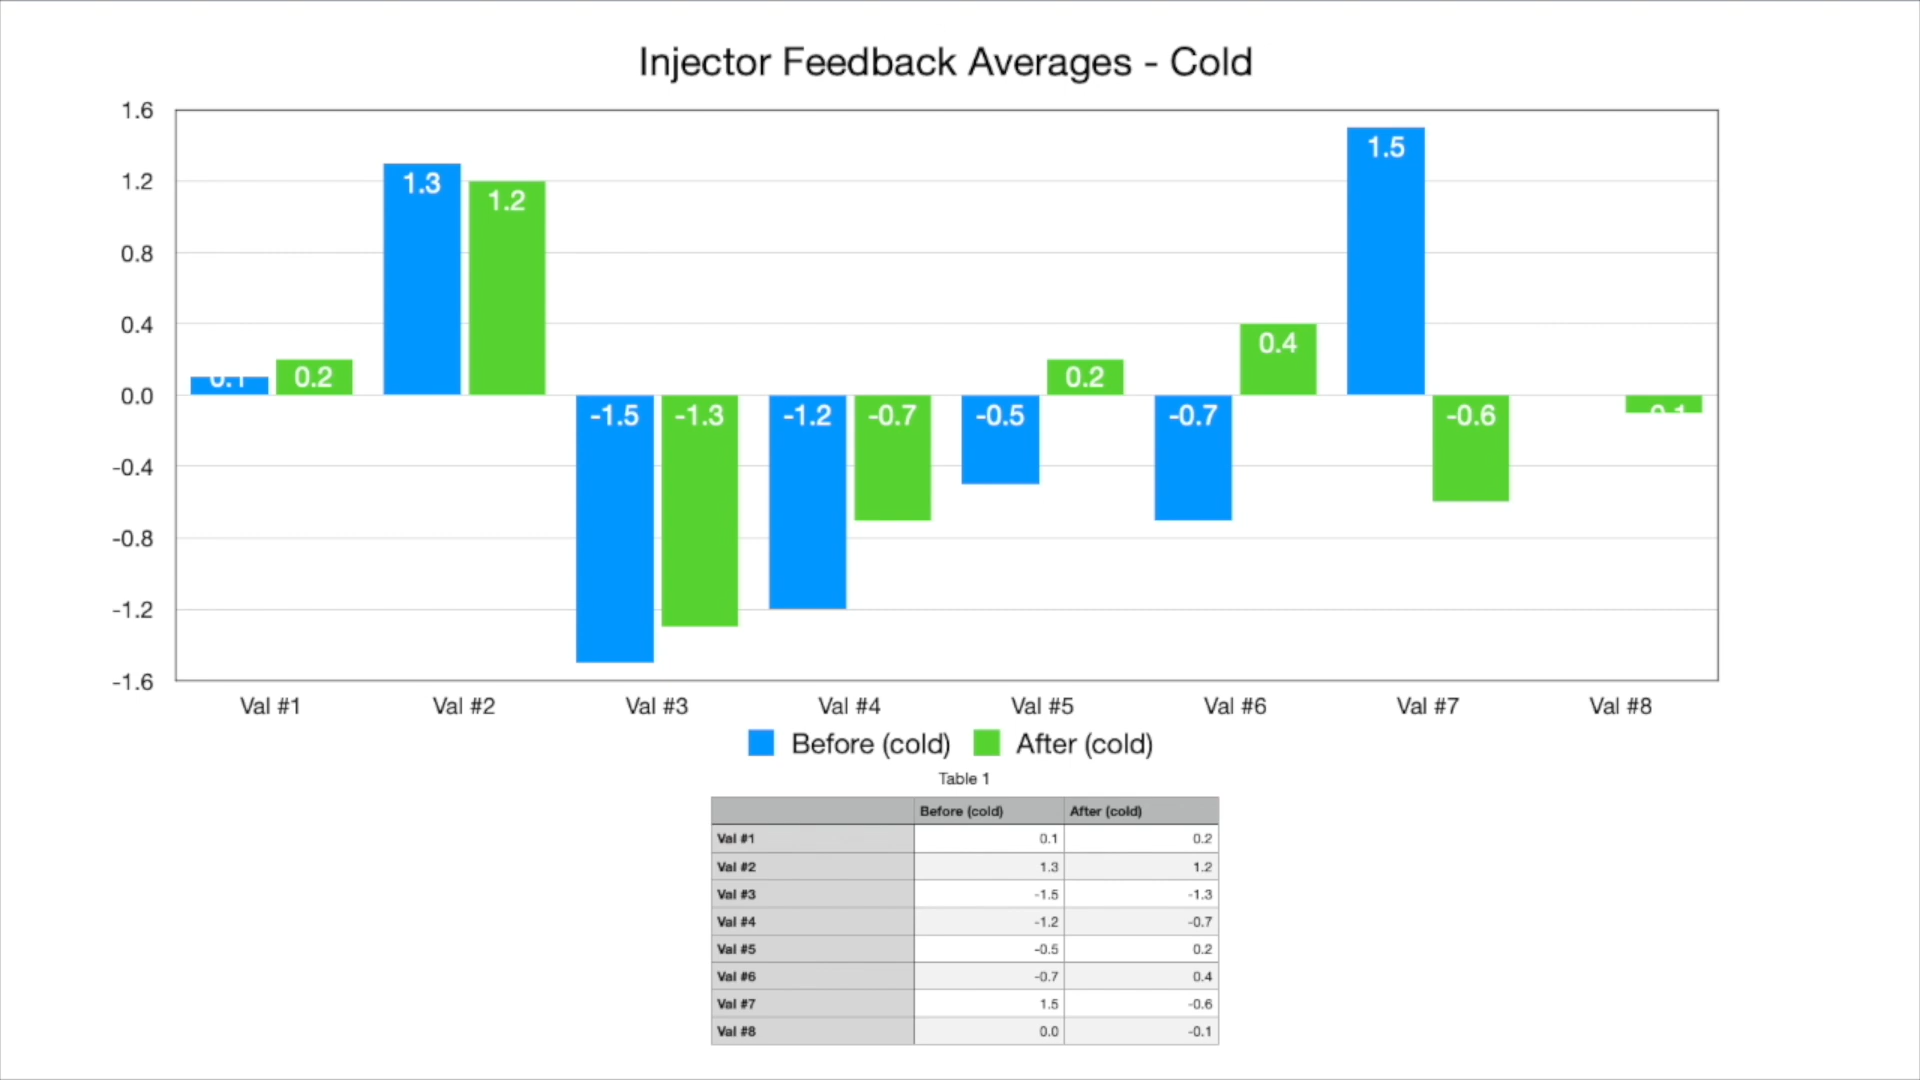 Injector Feedback Averages - Cold
1.6
1.2
0.8
0.4
0.0
-0.4
-0.8
-1.2
-1.6
0.1 0.2 1.3 1.2 -1.5 -1.3 -1.2 -0.7 -0.5 0.2 -0.7 0.4 1.5 -0.6 -0.1
Val #1 Val #2 Val #3 Val #4 Val #5 Val #6 Val #7 Val #8
Before (cold) After (cold)
Table 1
Before (cold) After (cold)
Val #1 0.1 0.2
Val #2 1.3 1.2
Val #3 -1.5 -1.3
Val #4 -1.2 -0.7
Val #5 -0.5 0.2
Val #6 -0.7 0.4
Val #7 1.5 -0.6
Val #8 0.0 -0.1